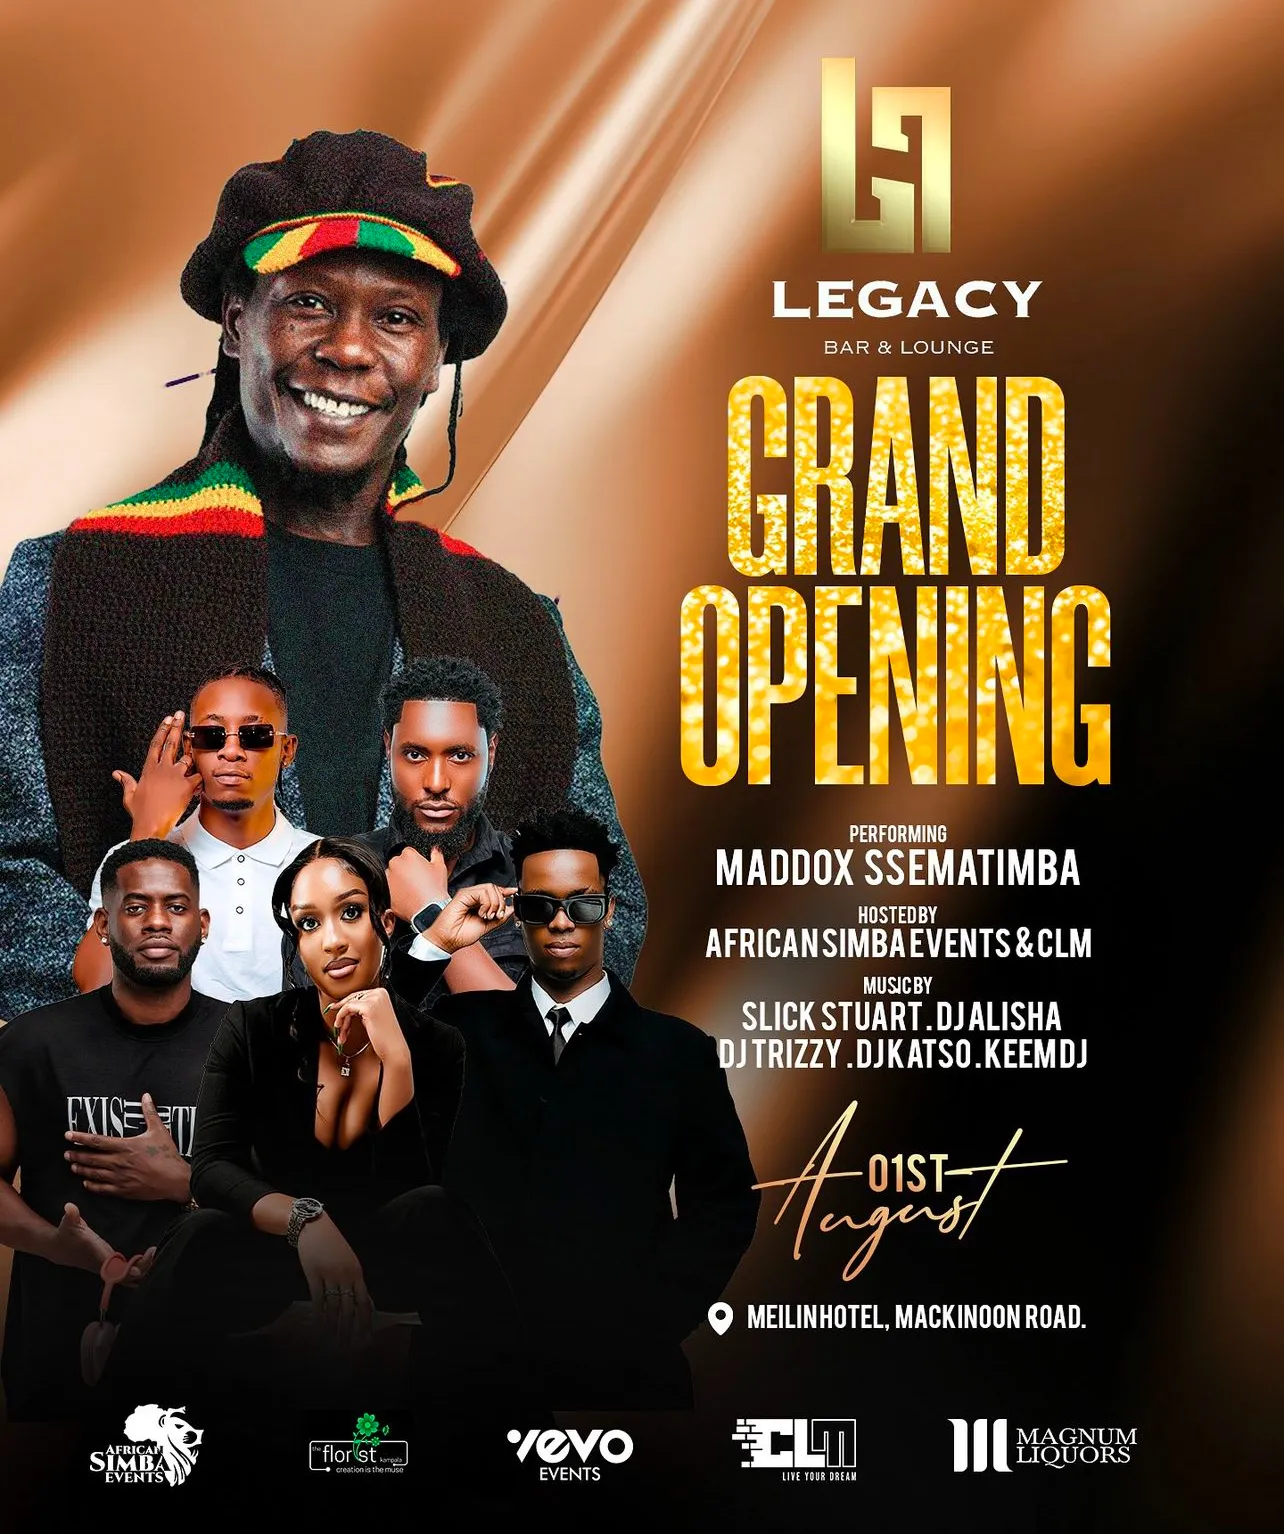 LEGACY
BAR & LOUNGE
GRAND
OPENING
PERFORMING
MADDOX SSEMATIMBA
HOSTED BY
AFRICAN SIMBA EVENTS & CLM
MUSIC BY
SLICK STUART . DJ ALISHA
DJ TRIZZY . DJ KATSO . KEEM DJ
01ST
August
MEILIN HOTEL, MACKINOON ROAD.
AFRICAN
SIMBA
EVENTS
the florist kampala
creation is the muse
VEVO
EVENTS
CLM
LIVE YOUR DREAM
MAGNUM
LIQUORS